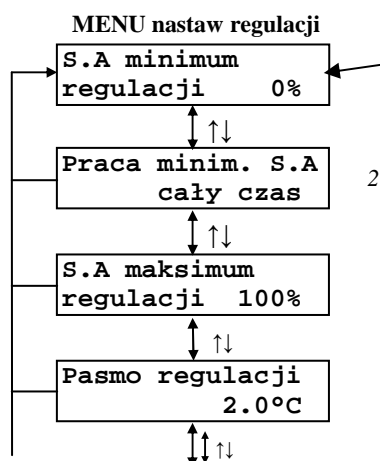 MENU nastaw regulacji
S.A minimum
regulacji 0%
↑↓
Praca minim. S.A
cały czas
2
↑↓
S.A maksimum
regulacji 100%
↑↓
Pasmo regulacji
2.0°C
↑↓